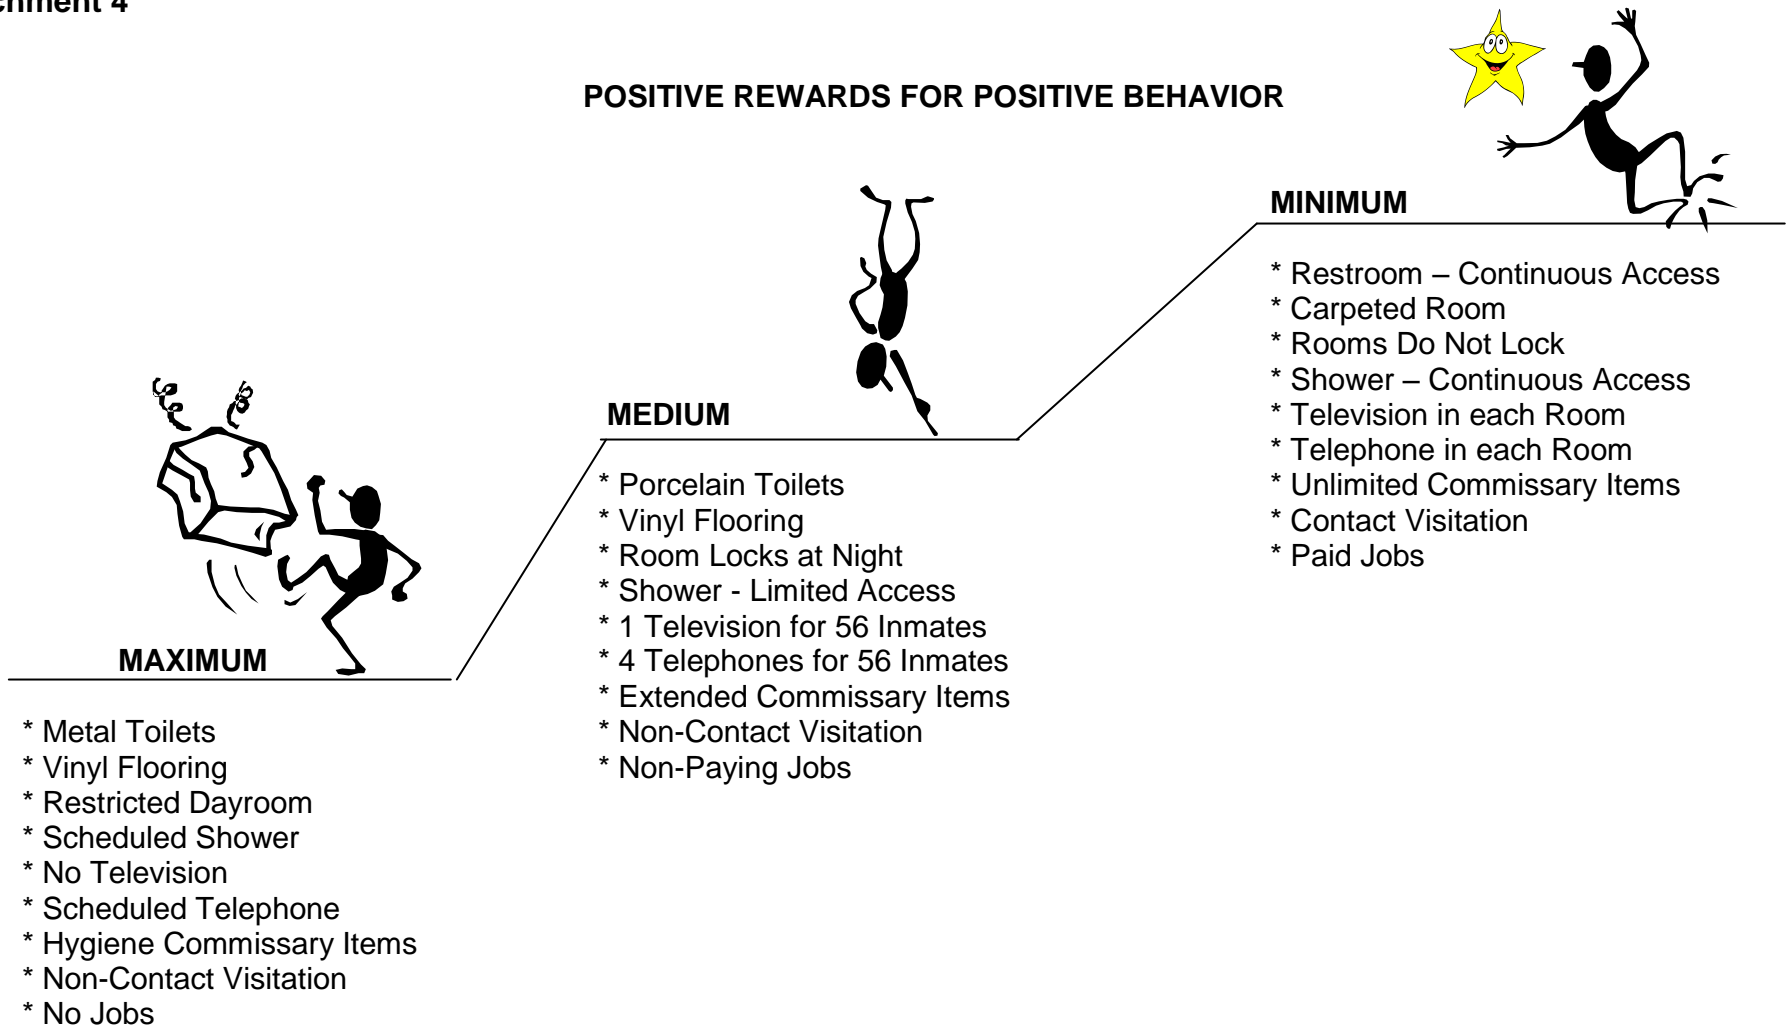 4
POSITIVE REWARDS FOR POSITIVE BEHAVIOR
MAXIMUM
* Metal Toilets
* Vinyl Flooring
* Restricted Dayroom
* Scheduled Shower
* No Television
* Scheduled Telephone
* Hygiene Commissary Items
* Non-Contact Visitation
* No Jobs
MEDIUM
* Porcelain Toilets
* Vinyl Flooring
* Room Locks at Night
* Shower - Limited Access
* 1 Television for 56 Inmates
* 4 Telephones for 56 Inmates
* Extended Commissary Items
* Non-Contact Visitation
* Non-Paying Jobs
MINIMUM
* Restroom – Continuous Access
* Carpeted Room
* Rooms Do Not Lock
* Shower – Continuous Access
* Television in each Room
* Telephone in each Room
* Unlimited Commissary Items
* Contact Visitation
* Paid Jobs